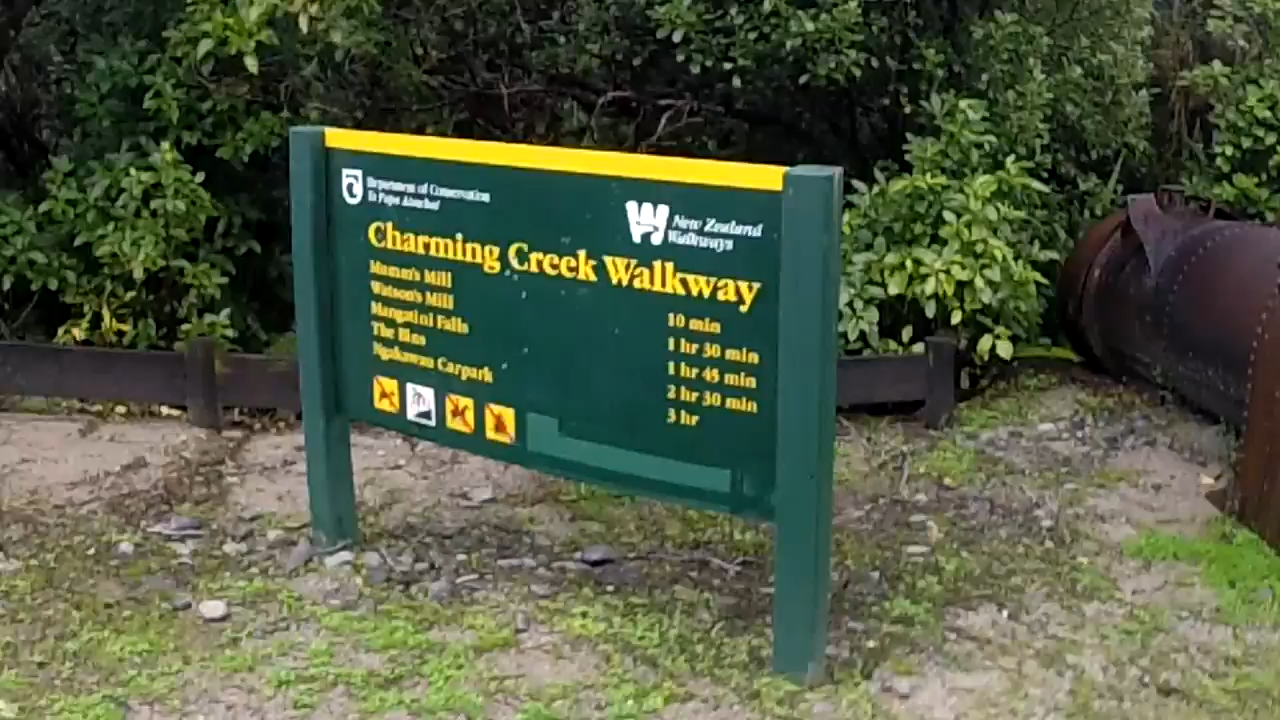 Department of Conservation
Te Papa Atawhai
New Zealand
Walkways
Charming Creek Walkway
Mumm's Mill 10 min
Watson's Mill 1 hr 30 min
Mangatini Falls 1 hr 45 min
The Bins 2 hr 30 min
Ngakawau Carpark 3 hr